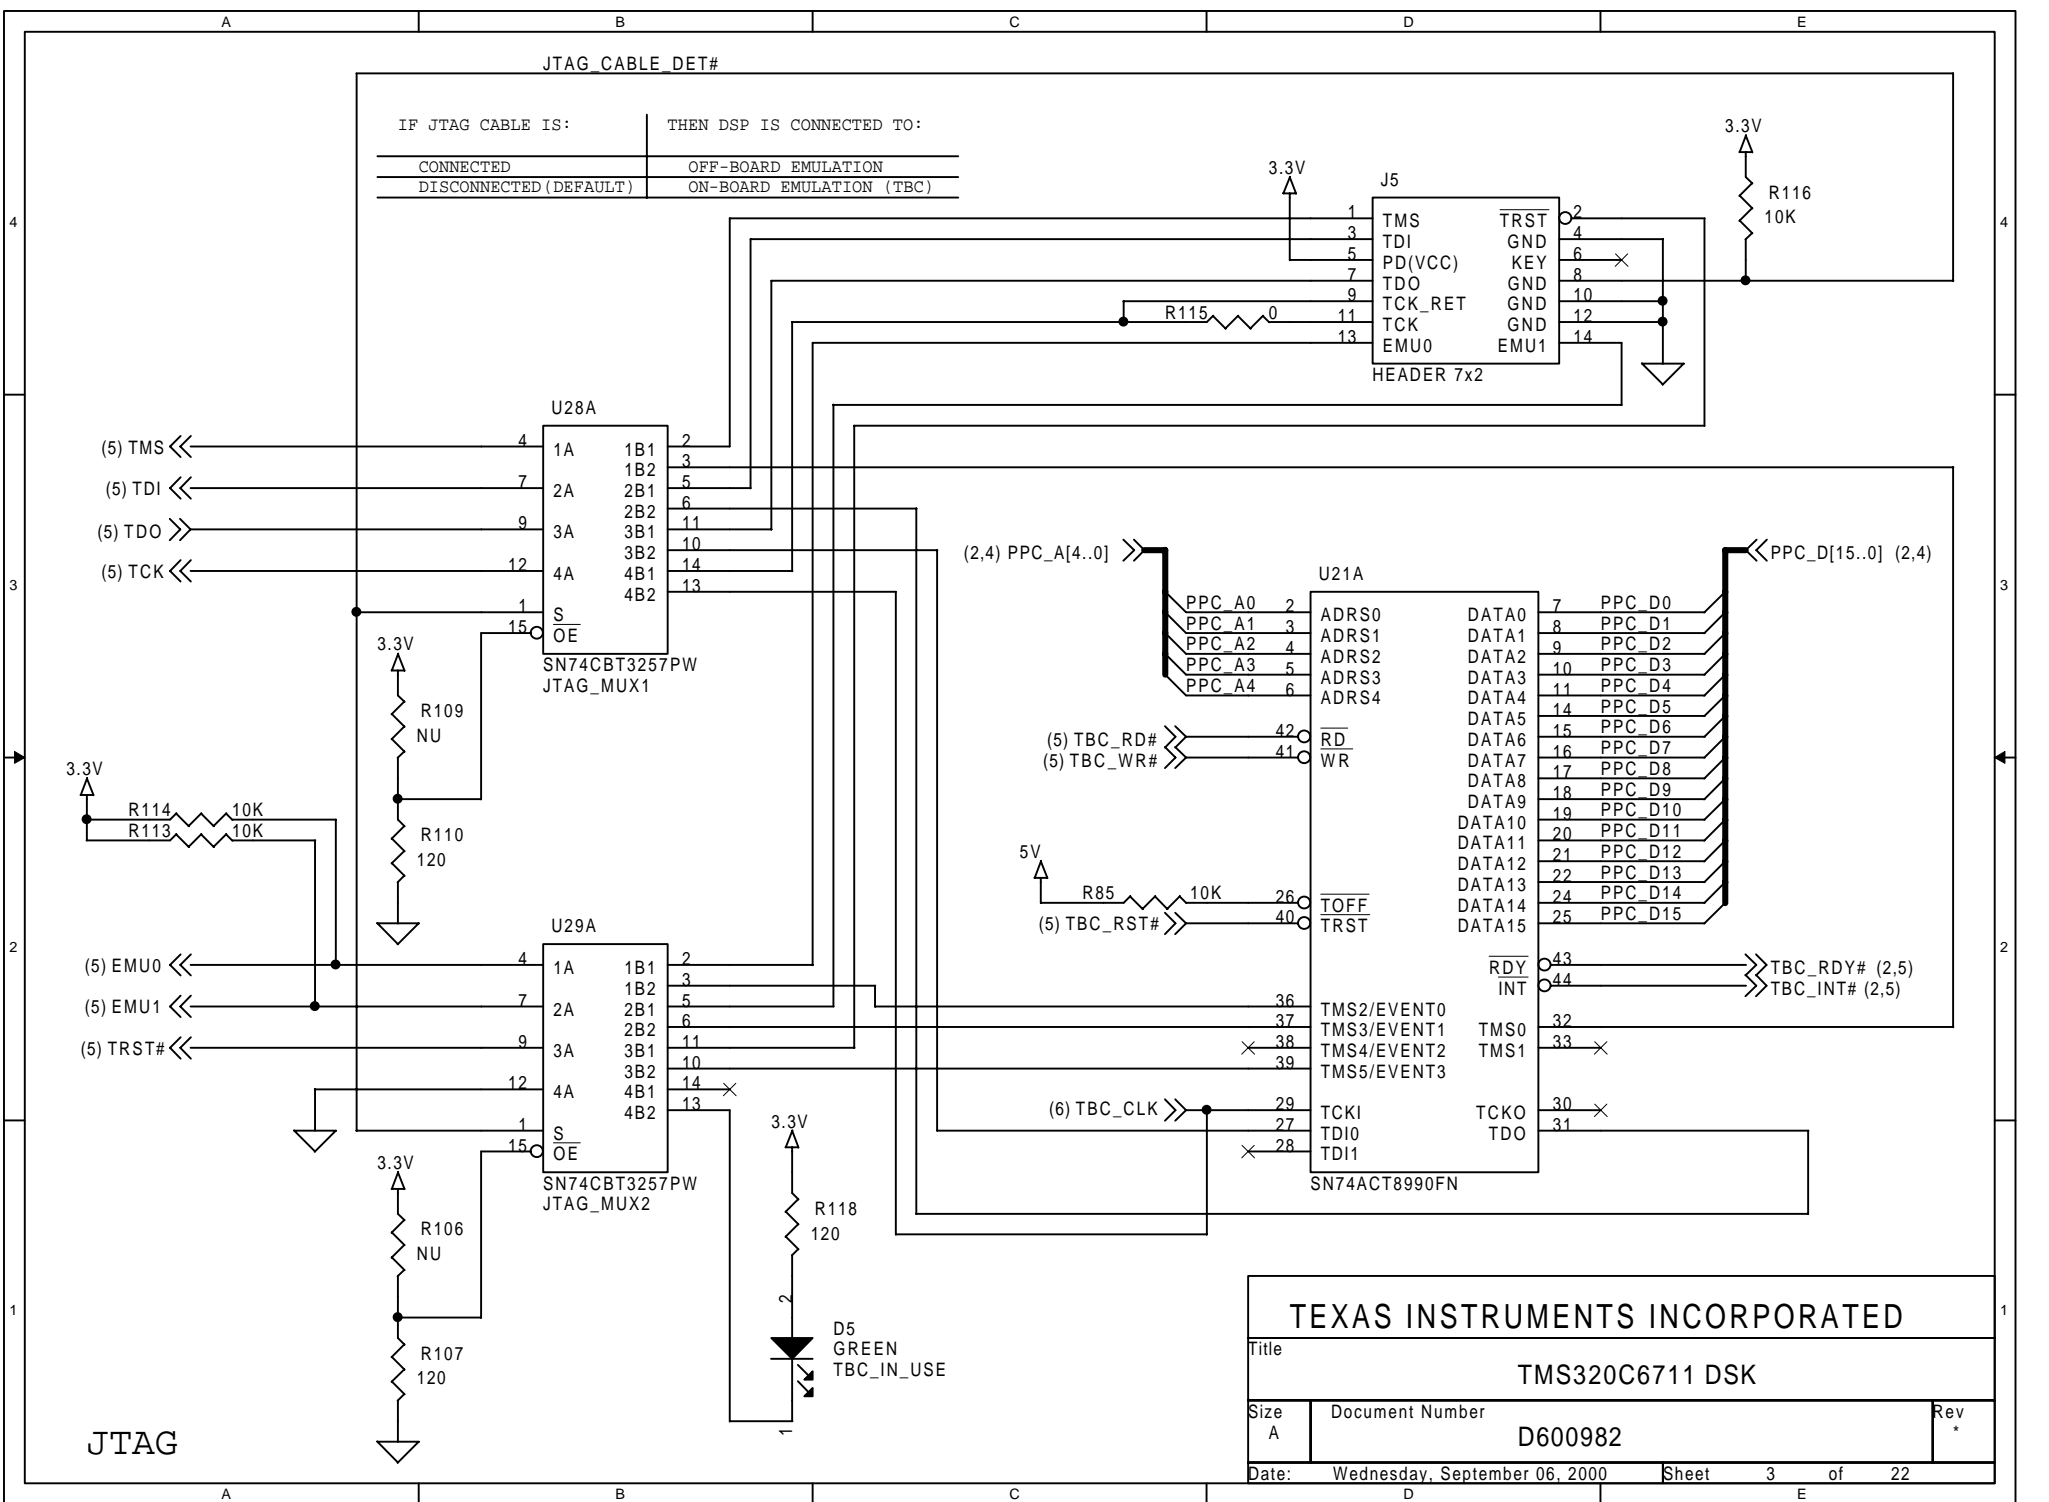 A B C D E
JTAG_CABLE_DET#
IF JTAG CABLE IS: THEN DSP IS CONNECTED TO:
CONNECTED OFF-BOARD EMULATION
DISCONNECTED(DEFAULT) ON-BOARD EMULATION (TBC)
3.3V
R116
10K
3.3V
J5
1 TMS TRST 2
3 TDI GND 4
5 PD(VCC) KEY 6
7 TDO GND 8
9 TCK_RET GND 10
R115 0 11 TCK GND 12
13 EMU0 EMU1 14
HEADER 7x2
4 4
U28A
(5) TMS 4 1A 1B1 2
1B2 3
(5) TDI 7 2A 2B1 5
2B2 6
(5) TDO 9 3A 3B1 11
3B2 10
(5) TCK 12 4A 4B1 14
4B2 13
1 S
15 OE
SN74CBT3257PW
JTAG_MUX1
3.3V
R109
NU
R110
120
3 3
(2,4) PPC_A[4..0]
PPC_D[15..0] (2,4)
U21A
PPC_A0 2 ADRS0 DATA0 7 PPC_D0
PPC_A1 3 ADRS1 DATA1 8 PPC_D1
PPC_A2 4 ADRS2 DATA2 9 PPC_D2
PPC_A3 5 ADRS3 DATA3 10 PPC_D3
PPC_A4 6 ADRS4 DATA4 11 PPC_D4
DATA5 14 PPC_D5
(5) TBC_RD# 42 RD DATA6 15 PPC_D6
(5) TBC_WR# 41 WR DATA7 16 PPC_D7
DATA8 17 PPC_D8
DATA9 18 PPC_D9
DATA10 19 PPC_D10
DATA11 20 PPC_D11
DATA12 21 PPC_D12
DATA13 22 PPC_D13
5V
R85 10K 26 TOFF DATA14 24 PPC_D14
(5) TBC_RST# 40 TRST DATA15 25 PPC_D15
RDY 43 TBC_RDY# (2,5)
INT 44 TBC_INT# (2,5)
36 TMS2/EVENT0
37 TMS3/EVENT1 TMS0 32
38 TMS4/EVENT2 TMS1 33
39 TMS5/EVENT3
(6) TBC_CLK 29 TCKI TCKO 30
27 TDI0 TDO 31
28 TDI1
SN74ACT8990FN
3.3V
R114 10K
R113 10K
2 2
U29A
(5) EMU0 4 1A 1B1 2
1B2 3
(5) EMU1 7 2A 2B1 5
2B2 6
(5) TRST# 9 3A 3B1 11
3B2 10
12 4A 4B1 14
4B2 13
1 S
15 OE
SN74CBT3257PW
JTAG_MUX2
3.3V
R106
NU
R107
120
3.3V
R118
120
2
D5
GREEN
TBC_IN_USE
1
1 1
JTAG
TEXAS INSTRUMENTS INCORPORATED
Title
TMS320C6711 DSK
Size Document Number Rev
A D600982 *
Date: Wednesday, September 06, 2000 Sheet 3 of 22
A B C D E